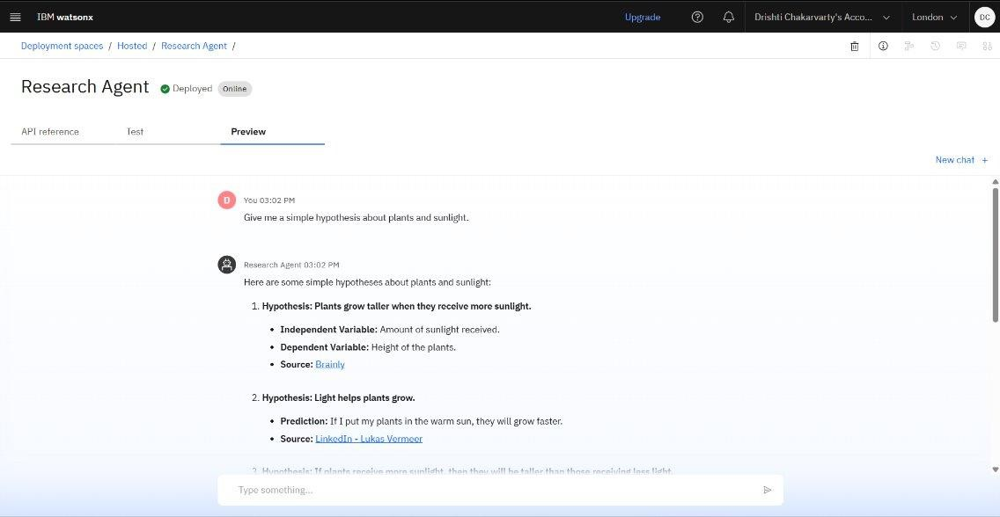 IBM watsonx
Upgrade
Drishti Chakarvarty's Acco...
London
DC
Deployment spaces / Hosted / Research Agent /
Research Agent
Deployed
Online
API reference
Test
Preview
New chat +
D
You 03:02 PM
Give me a simple hypothesis about plants and sunlight.
Research Agent 03:02 PM
Here are some simple hypotheses about plants and sunlight:
1. Hypothesis: Plants grow taller when they receive more sunlight.
• Independent Variable: Amount of sunlight received.
• Dependent Variable: Height of the plants.
• Source: Brainly
2. Hypothesis: Light helps plants grow.
• Prediction: If I put my plants in the warm sun, they will grow faster.
• Source: LinkedIn - Lukas Vermeer
3. Hypothesis: If plants receive more sunlight, then they will be taller than those receiving less light.
Type something...